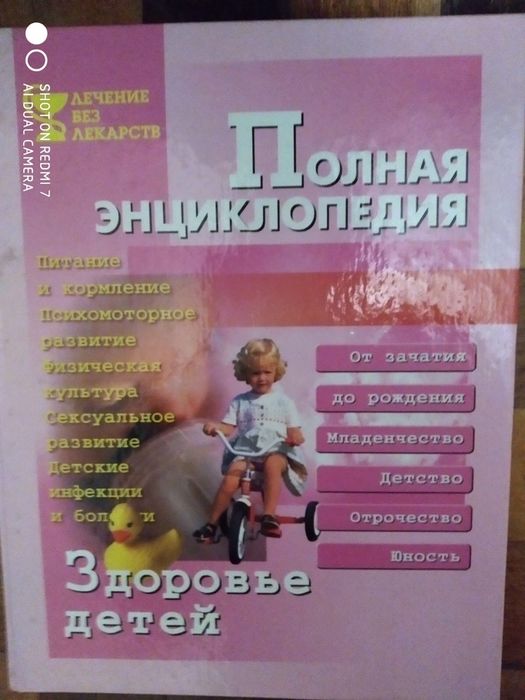 SHOT ON REDMI 7
AI DUAL CAMERA
ЛЕЧЕНИЕ
БЕЗ
ЛЕКАРСТВ
Полная
энциклопедия
Питание
и кормление
Психомоторное
развитие
Физическая
культура
Сексуальное
развитие
Детские
инфекции
и болезни
От зачатия
до рождения
Младенчество
Детство
Отрочество
Юность
Здоровье
детей